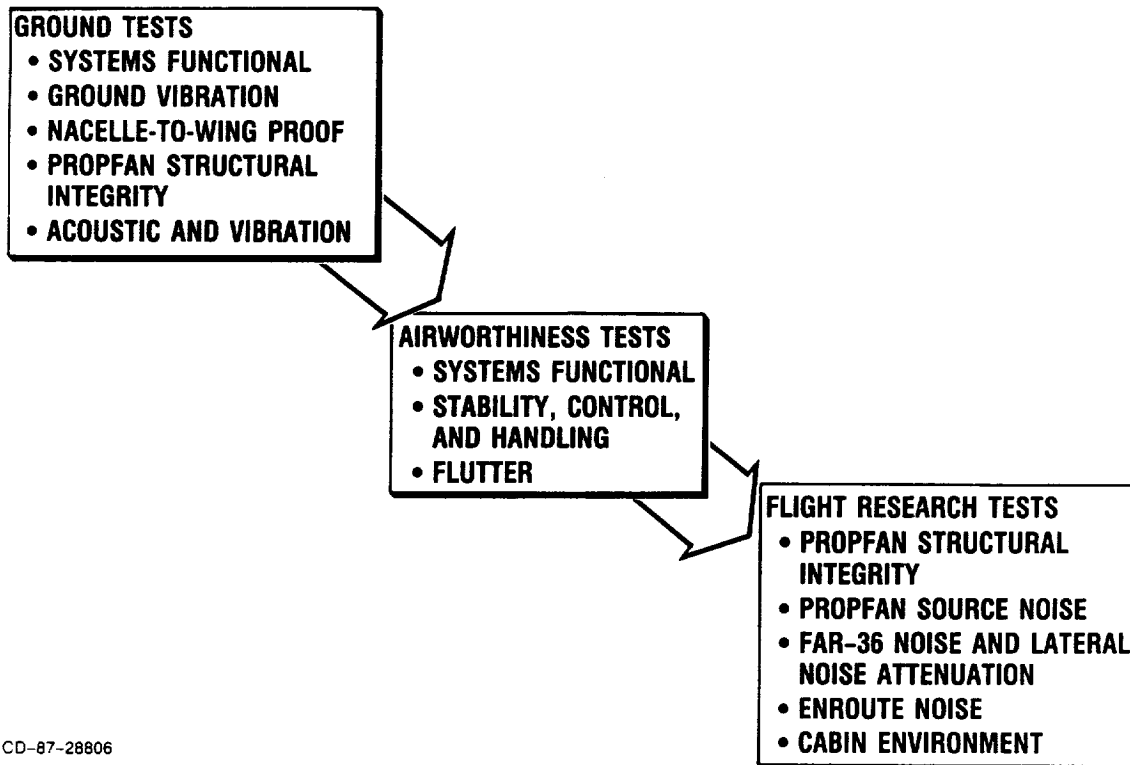 GROUND TESTS
• SYSTEMS FUNCTIONAL
• GROUND VIBRATION
• NACELLE-TO-WING PROOF
• PROPFAN STRUCTURAL
INTEGRITY
• ACOUSTIC AND VIBRATION
AIRWORTHINESS TESTS
• SYSTEMS FUNCTIONAL
• STABILITY, CONTROL,
AND HANDLING
• FLUTTER
FLIGHT RESEARCH TESTS
• PROPFAN STRUCTURAL
INTEGRITY
• PROPFAN SOURCE NOISE
• FAR-36 NOISE AND LATERAL
NOISE ATTENUATION
• ENROUTE NOISE
• CABIN ENVIRONMENT
CD-87-28806